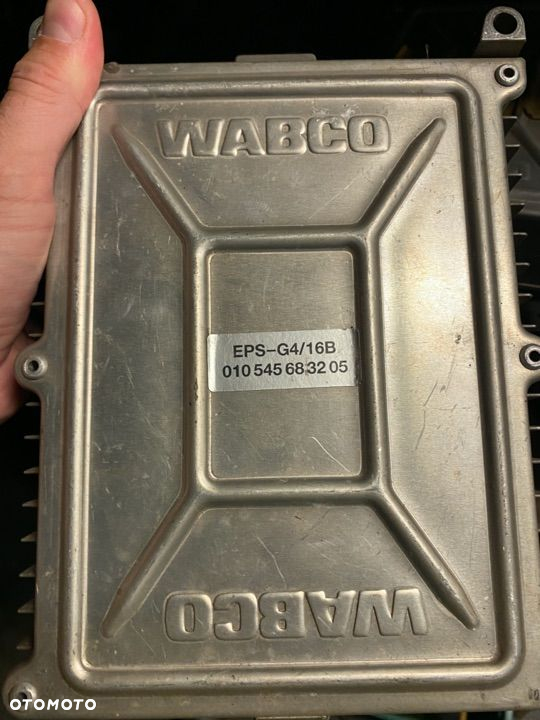 WABCO
EPS-G4/16B
010 545 68 32 05
WABCO
OTOMOTO